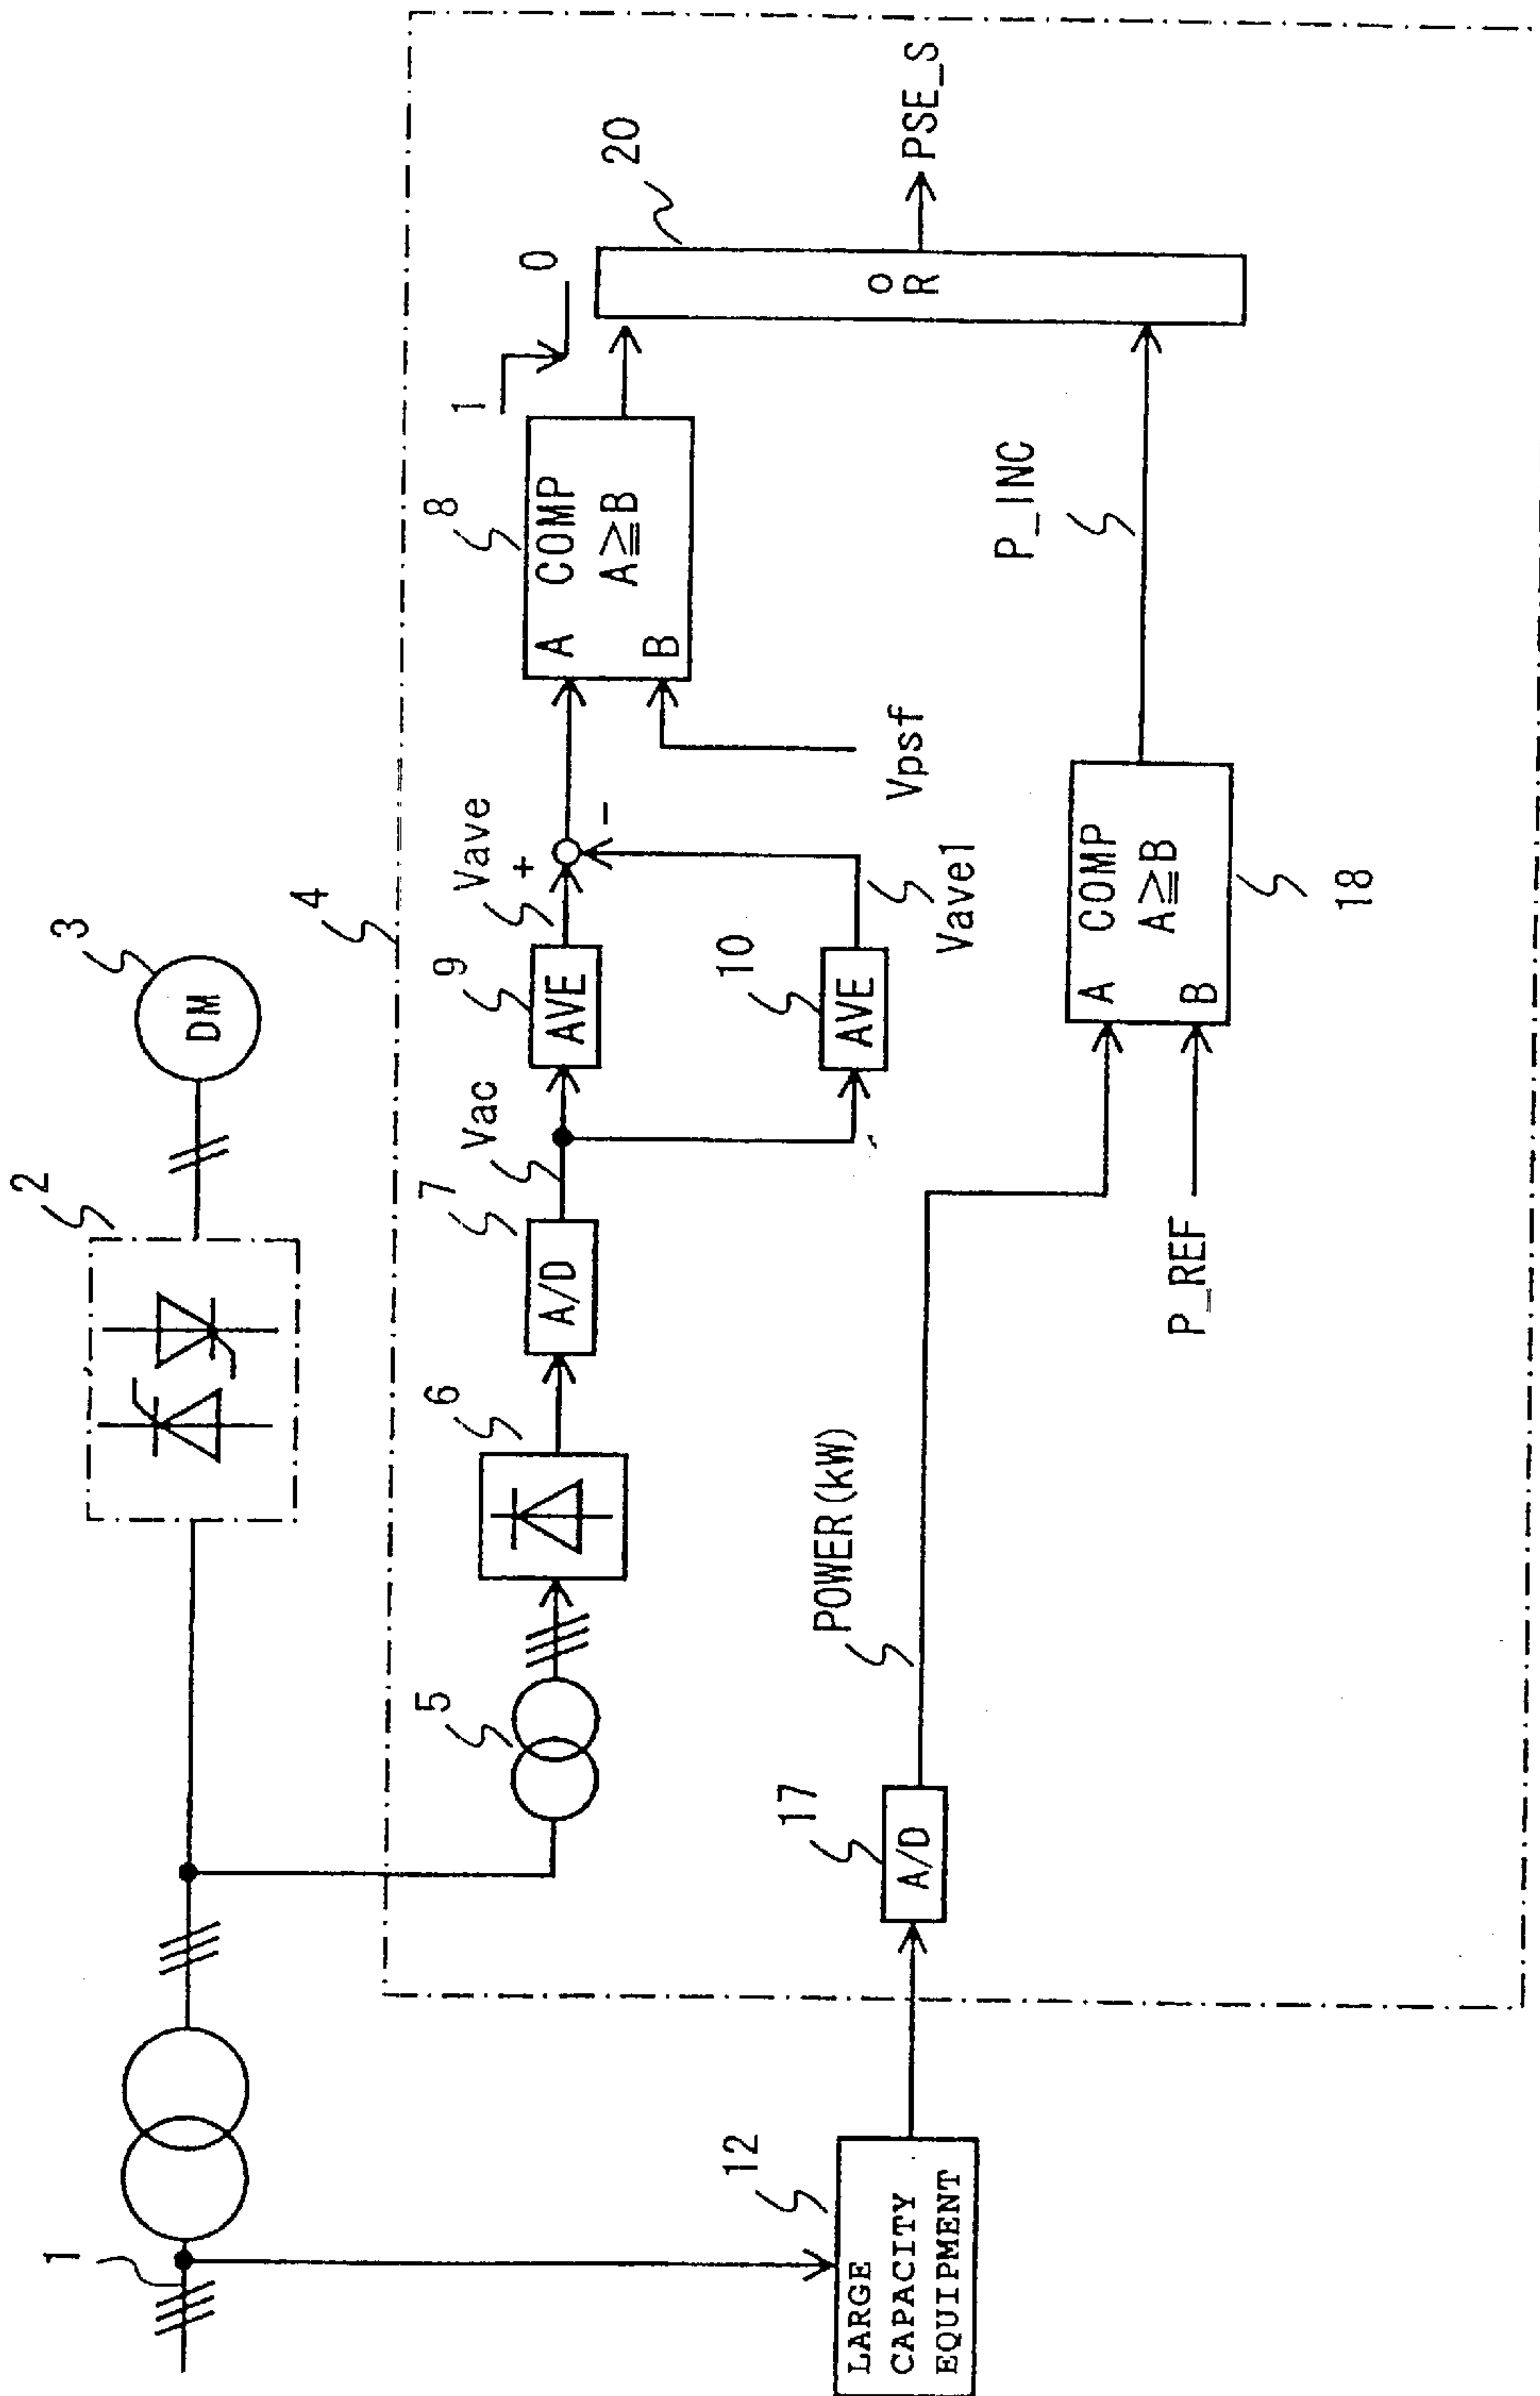 1
2
3
DM
4
5
6
7
A/D
Vac
9
AVE
Vave
+
-
10
AVE
Vave1
8
A COMP
A≧B
B
Vpsf
1
0
20
OR
PSE_S
12
LARGE
CAPACITY
EQUIPMENT
17
A/D
POWER(kW)
P_REF
A COMP
A≧B
B
18
P_INC